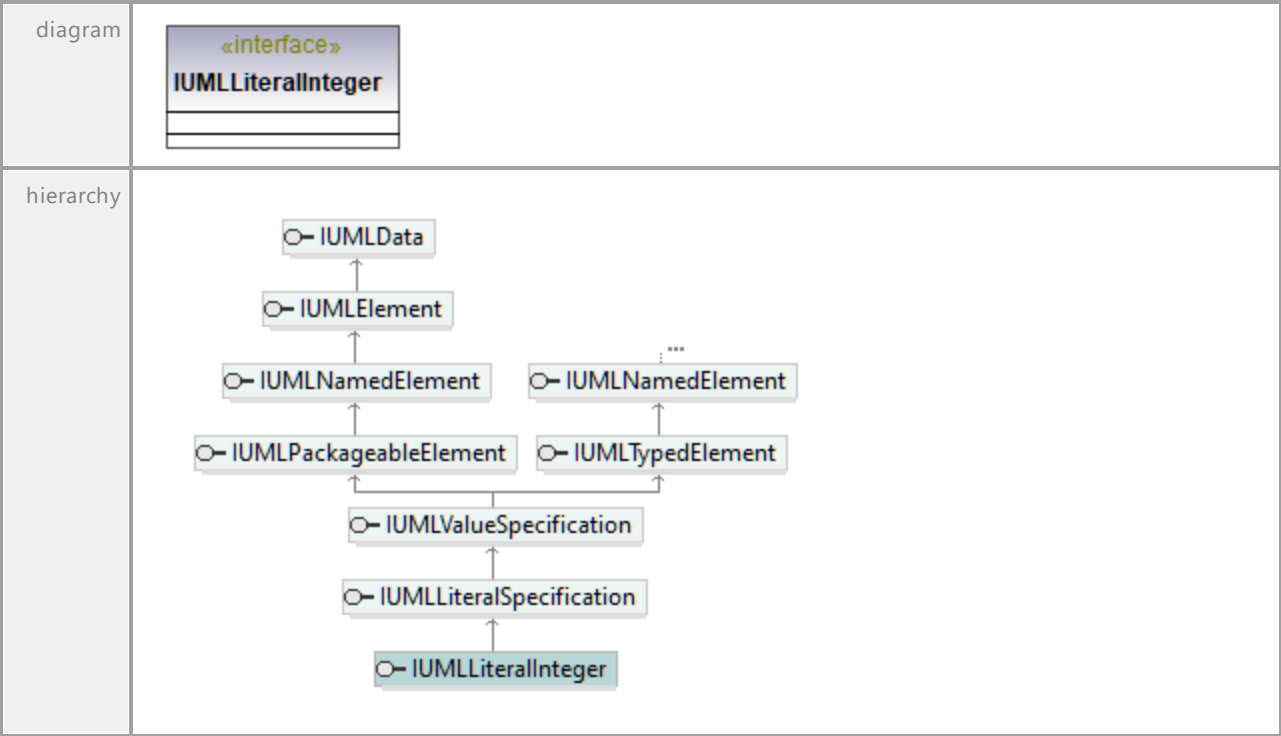 diagram
«interface»
IUMLLiteralInteger
hierarchy
IUMLData
IUMLElement
...
IUMLNamedElement IUMLNamedElement
IUMLPackageableElement IUMLTypedElement
IUMLValueSpecification
IUMLLiteralSpecification
IUMLLiteralInteger